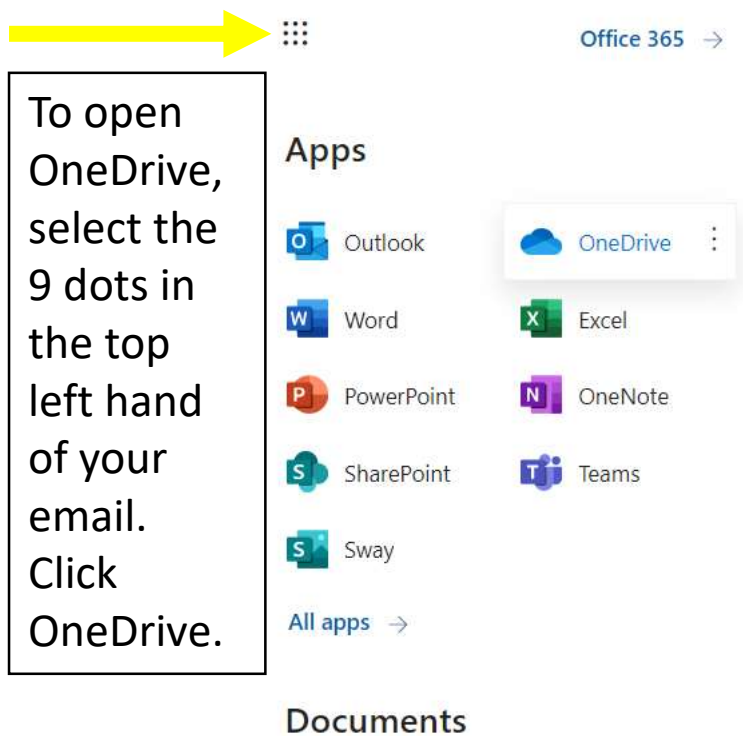 Office 365 →
To open
OneDrive,
select the
9 dots in
the top
left hand
of your
email.
Click
OneDrive.
Apps
Outlook
OneDrive
Word
Excel
PowerPoint
OneNote
SharePoint
Teams
Sway
All apps →
Documents